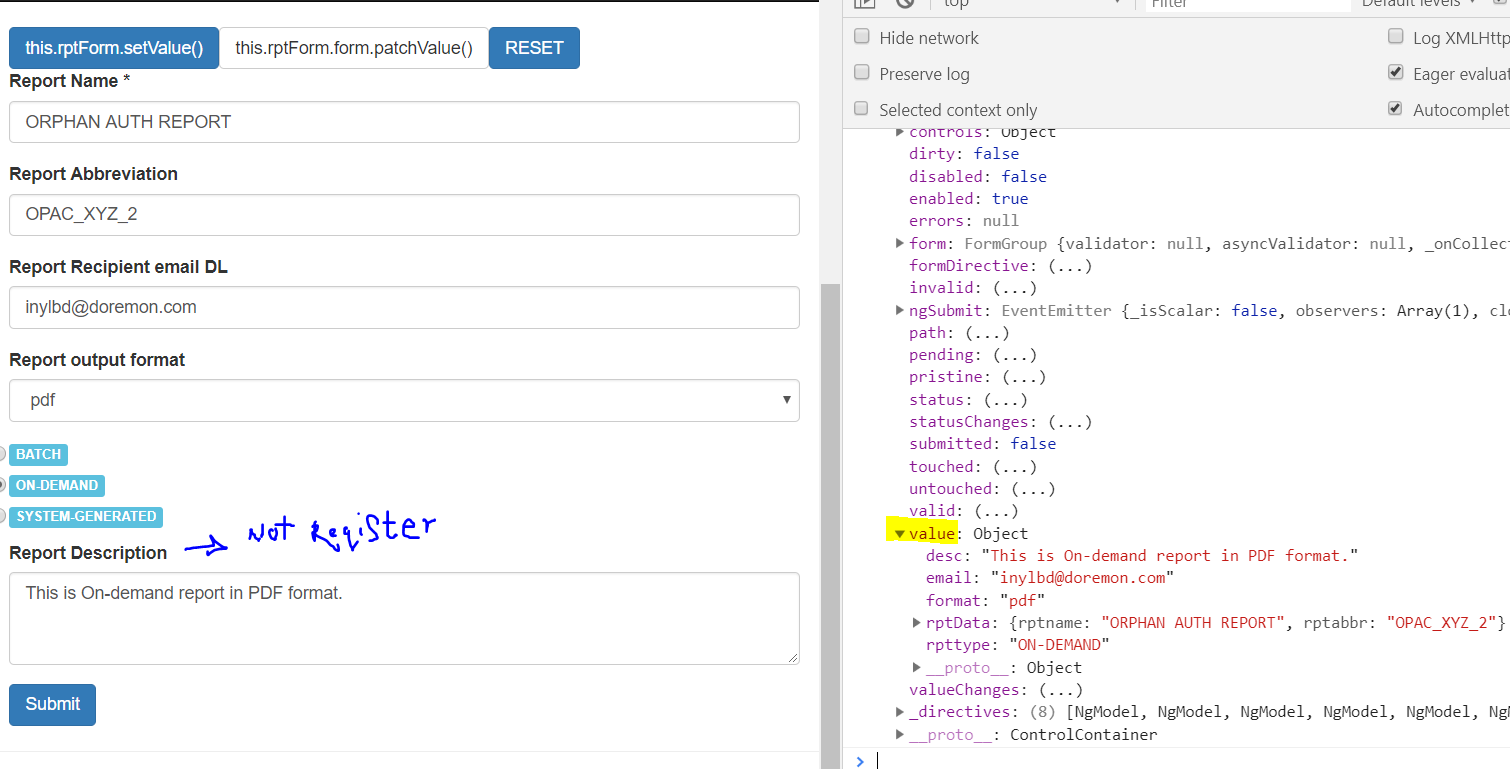 this.rptForm.setValue() this.rptForm.form.patchValue() RESET
Report Name *
ORPHAN AUTH REPORT
Report Abbreviation
OPAC_XYZ_2
Report Recipient email DL
inylbd@doremon.com
Report output format
pdf
BATCH
ON-DEMAND
SYSTEM-GENERATED
Not Register
Report Description
This is On-demand report in PDF format.
Submit
top Filter Default levels
Hide network Log XMLHttp
Preserve log Eager evaluat
Selected context only Autocomplet
controls: Object
dirty: false
disabled: false
enabled: true
errors: null
form: FormGroup {validator: null, asyncValidator: null, _onCollec
formDirective: (...)
invalid: (...)
ngSubmit: EventEmitter {_isScalar: false, observers: Array(1), clo
path: (...)
pending: (...)
pristine: (...)
status: (...)
statusChanges: (...)
submitted: false
touched: (...)
untouched: (...)
valid: (...)
value: Object
desc: "This is On-demand report in PDF format."
email: "inylbd@doremon.com"
format: "pdf"
rptData: {rptname: "ORPHAN AUTH REPORT", rptabbr: "OPAC_XYZ_2"}
rpttype: "ON-DEMAND"
__proto__: Object
valueChanges: (...)
_directives: (8) [NgModel, NgModel, NgModel, NgModel, NgModel, NgM
__proto__: ControlContainer